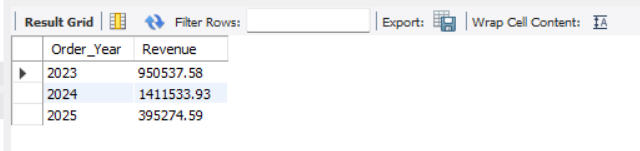 Result Grid Filter Rows: Export: Wrap Cell Content: IA
Order_Year Revenue
2023 950537.58
2024 1411533.93
2025 395274.59